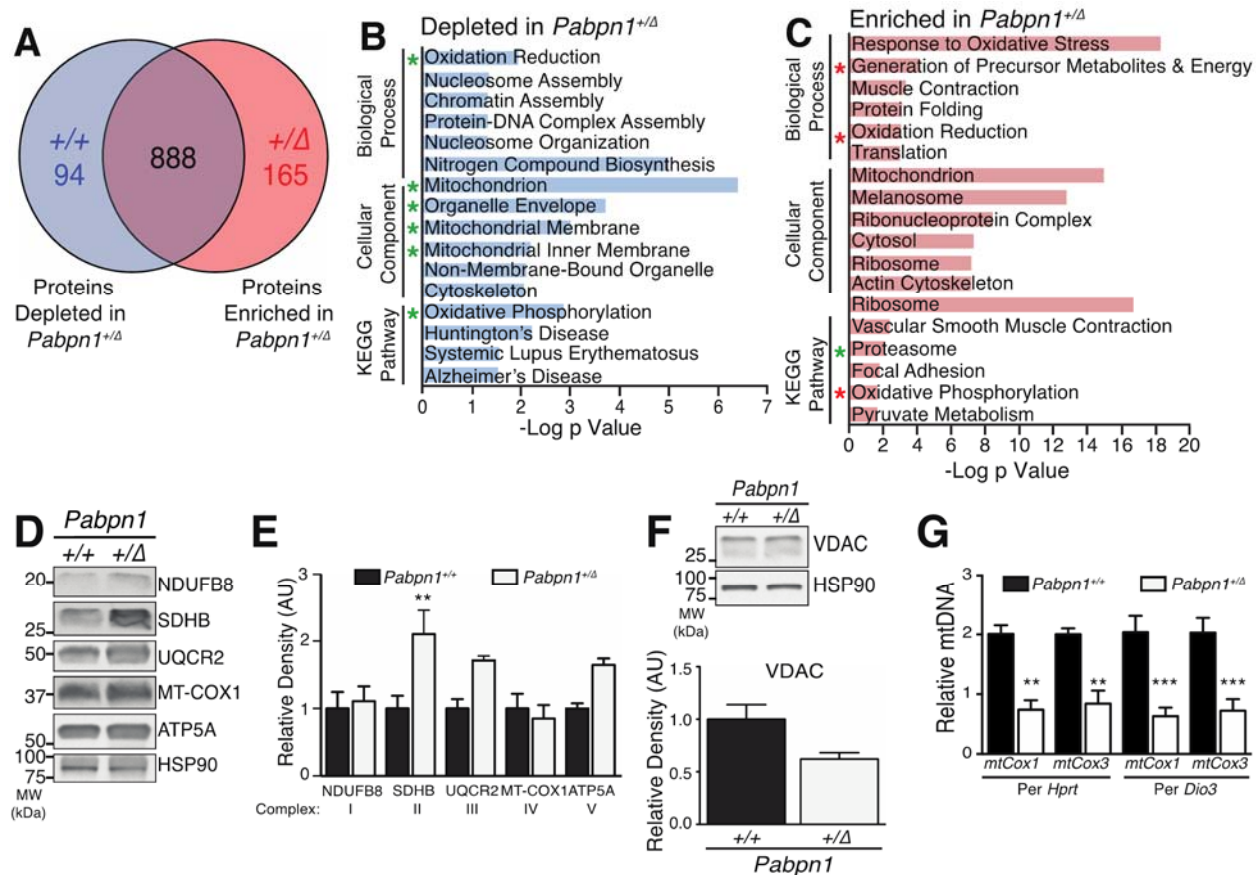 A
+/+
94
888
+/Δ
165
Proteins
Depleted in
Pabpn1+/Δ
Proteins
Enriched in
Pabpn1+/Δ
B
Depleted in Pabpn1+/Δ
Biological
Process
* Oxidation Reduction
Nucleosome Assembly
Chromatin Assembly
Protein-DNA Complex Assembly
Nucleosome Organization
Nitrogen Compound Biosynthesis
Cellular
Component
* Mitochondrion
* Organelle Envelope
* Mitochondrial Membrane
* Mitochondrial Inner Membrane
Non-Membrane-Bound Organelle
Cytoskeleton
KEGG
Pathway
* Oxidative Phosphorylation
Huntington's Disease
Systemic Lupus Erythematosus
Alzheimer's Disease
0 1 2 3 4 5 6 7
-Log p Value
C
Enriched in Pabpn1+/Δ
Biological
Process
Response to Oxidative Stress
* Generation of Precursor Metabolites & Energy
Muscle Contraction
Protein Folding
* Oxidation Reduction
Translation
Cellular
Component
Mitochondrion
Melanosome
Ribonucleoprotein Complex
Cytosol
Ribosome
Actin Cytoskeleton
KEGG
Pathway
Ribosome
Vascular Smooth Muscle Contraction
* Proteasome
Focal Adhesion
* Oxidative Phosphorylation
Pyruvate Metabolism
0 2 4 6 8 10 12 14 16 18 20
-Log p Value
D
Pabpn1
+/+ +/Δ
20 NDUFB8
SDHB
25
50 UQCR2
37 MT-COX1
ATP5A
50
100 HSP90
75
MW
(kDa)
E
Pabpn1+/+ Pabpn1+/Δ
Relative Density (AU)
3
2
1
0
**
NDUFB8 SDHB UQCR2 MT-COX1 ATP5A
Complex: I II III IV V
F
Pabpn1
+/+ +/Δ
VDAC
25
100 HSP90
75
MW
(kDa)
VDAC
Relative Density (AU)
1.5
1.0
0.5
0.0
+/+ +/Δ
Pabpn1
G
Pabpn1+/+ Pabpn1+/Δ
Relative mtDNA
2
1
0
** ** *** ***
mtCox1 mtCox3 mtCox1 mtCox3
Per Hprt Per Dio3